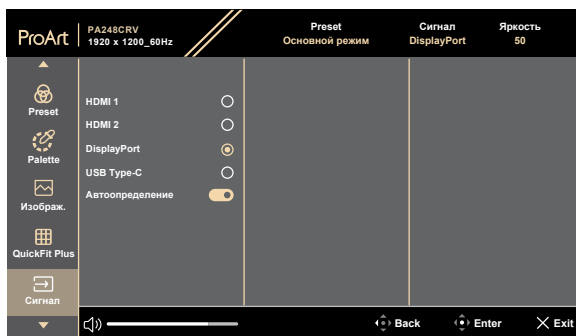 ProArt
PA248CRV
1920 x 1200_60Hz
Preset
Основной режим
Сигнал
DisplayPort
Яркость
50
Preset
Palette
Изображ.
QuickFit Plus
Сигнал
HDMI 1
HDMI 2
DisplayPort
USB Type-C
Автоопределение
Back
Enter
Exit